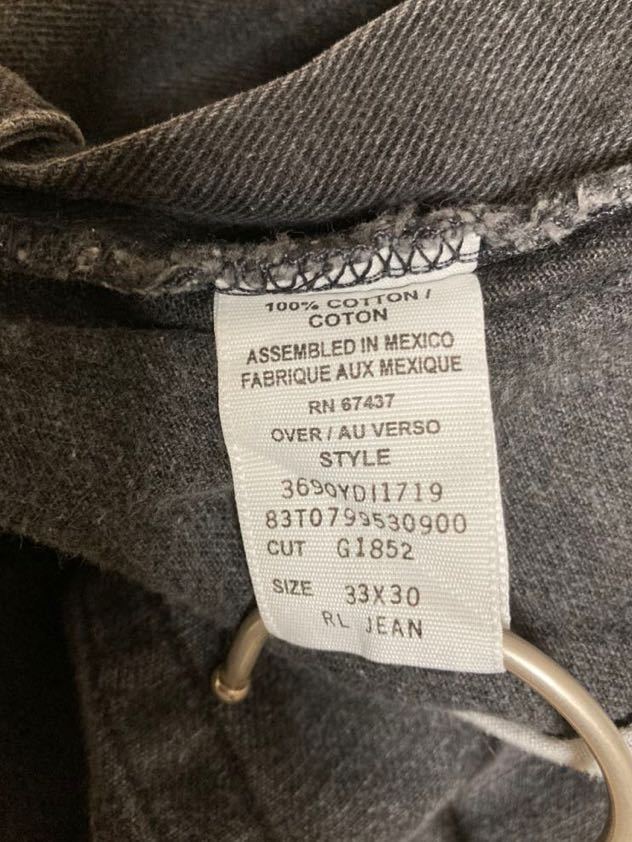 100% COTTON /
COTON
ASSEMBLED IN MEXICO
FABRIQUE AUX MEXIQUE
RN 67437
OVER / AU VERSO
STYLE
3690YDI1719
83T0799530900
CUT G1852
SIZE 33X30
RL JEAN